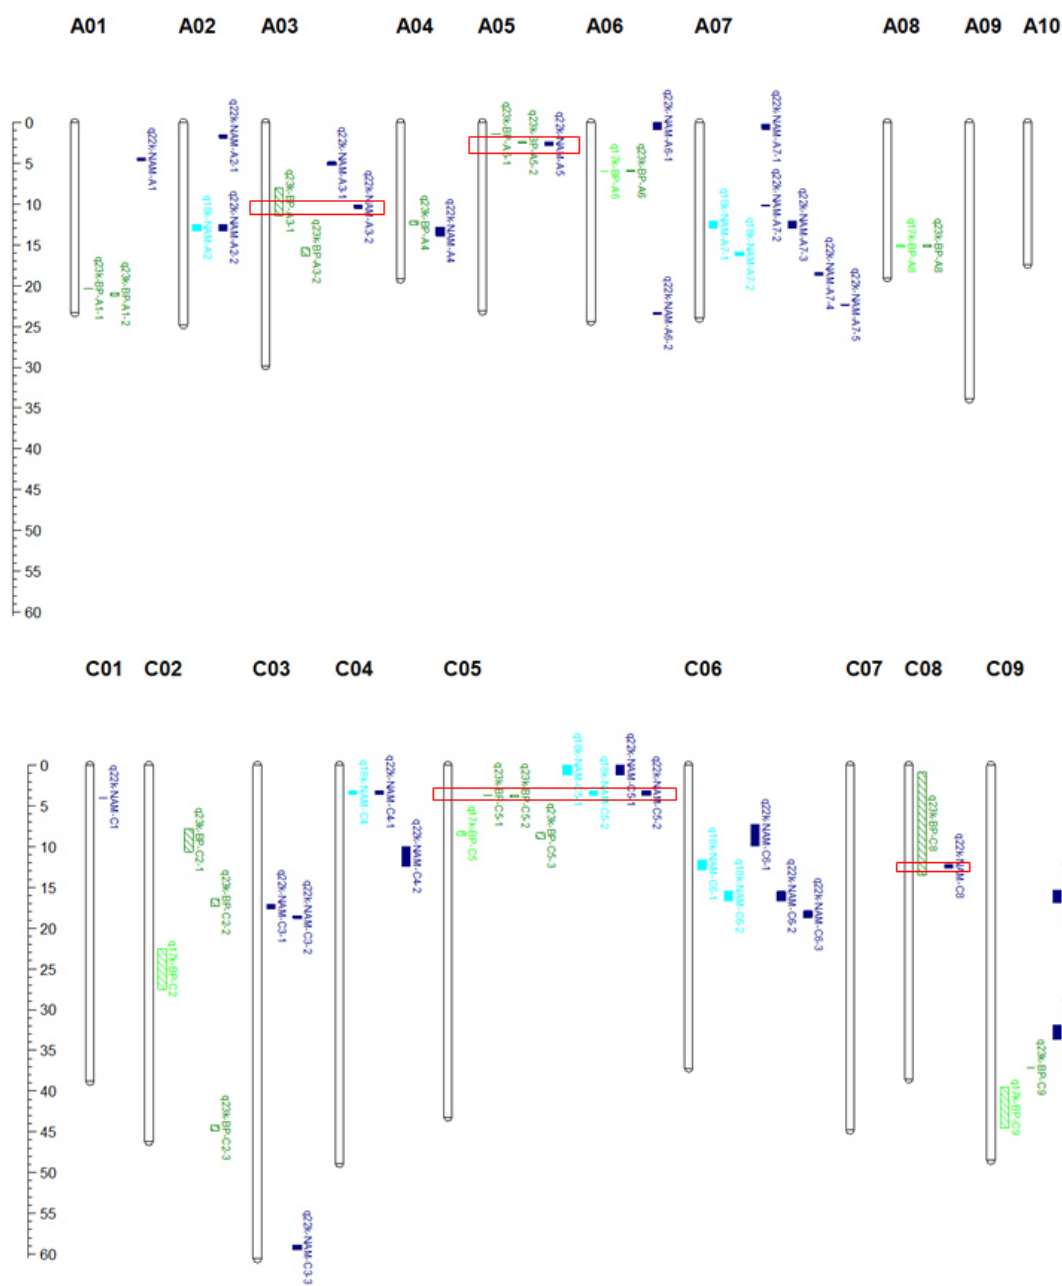 A01 A02 A03 A04 A05 A06 A07 A08 A09 A10
0
5
10
15
20
25
30
35
40
45
50
55
60
q22k-NAM-A1
q23k-BP-A1-1
q23k-BP-A1-2
q22k-NAM-A2-1
q18k-NAM-A2
q22k-NAM-A2-2
q23k-BP-A3-1
q23k-BP-A3-2
q22k-NAM-A3-1
q22k-NAM-A3-2
q23k-BP-A4
q22k-NAM-A4
q23k-BP-A5-1
q23k-BP-A5-2
q22k-NAM-A5
q17k-BP-A6
q23k-BP-A6
q22k-NAM-A6-1
q22k-NAM-A6-2
q18k-NAM-A7-1
q18k-NAM-A7-2
q22k-NAM-A7-1
q22k-NAM-A7-2
q22k-NAM-A7-3
q22k-NAM-A7-4
q22k-NAM-A7-5
q17k-BP-A8
q23k-BP-A8
C01 C02 C03 C04 C05 C06 C07 C08 C09
0
5
10
15
20
25
30
35
40
45
50
55
60
q22k-NAM-C1
q17k-BP-C2
q23k-BP-C2-1
q23k-BP-C2-2
q23k-BP-C2-3
q22k-NAM-C3-1
q22k-NAM-C3-2
q22k-NAM-C3-3
q18k-NAM-C4
q22k-NAM-C4-1
q22k-NAM-C4-2
q17k-BP-C5
q23k-BP-C5-1
q23k-BP-C5-2
q23k-BP-C5-3
q18k-NAM-C5-1
q18k-NAM-C5-2
q22k-NAM-C5-1
q22k-NAM-C5-2
q18k-NAM-C6-1
q18k-NAM-C6-2
q22k-NAM-C6-1
q22k-NAM-C6-2
q22k-NAM-C6-3
q23k-BP-C8
q22k-NAM-C8
q17k-BP-C9
q23k-BP-C9